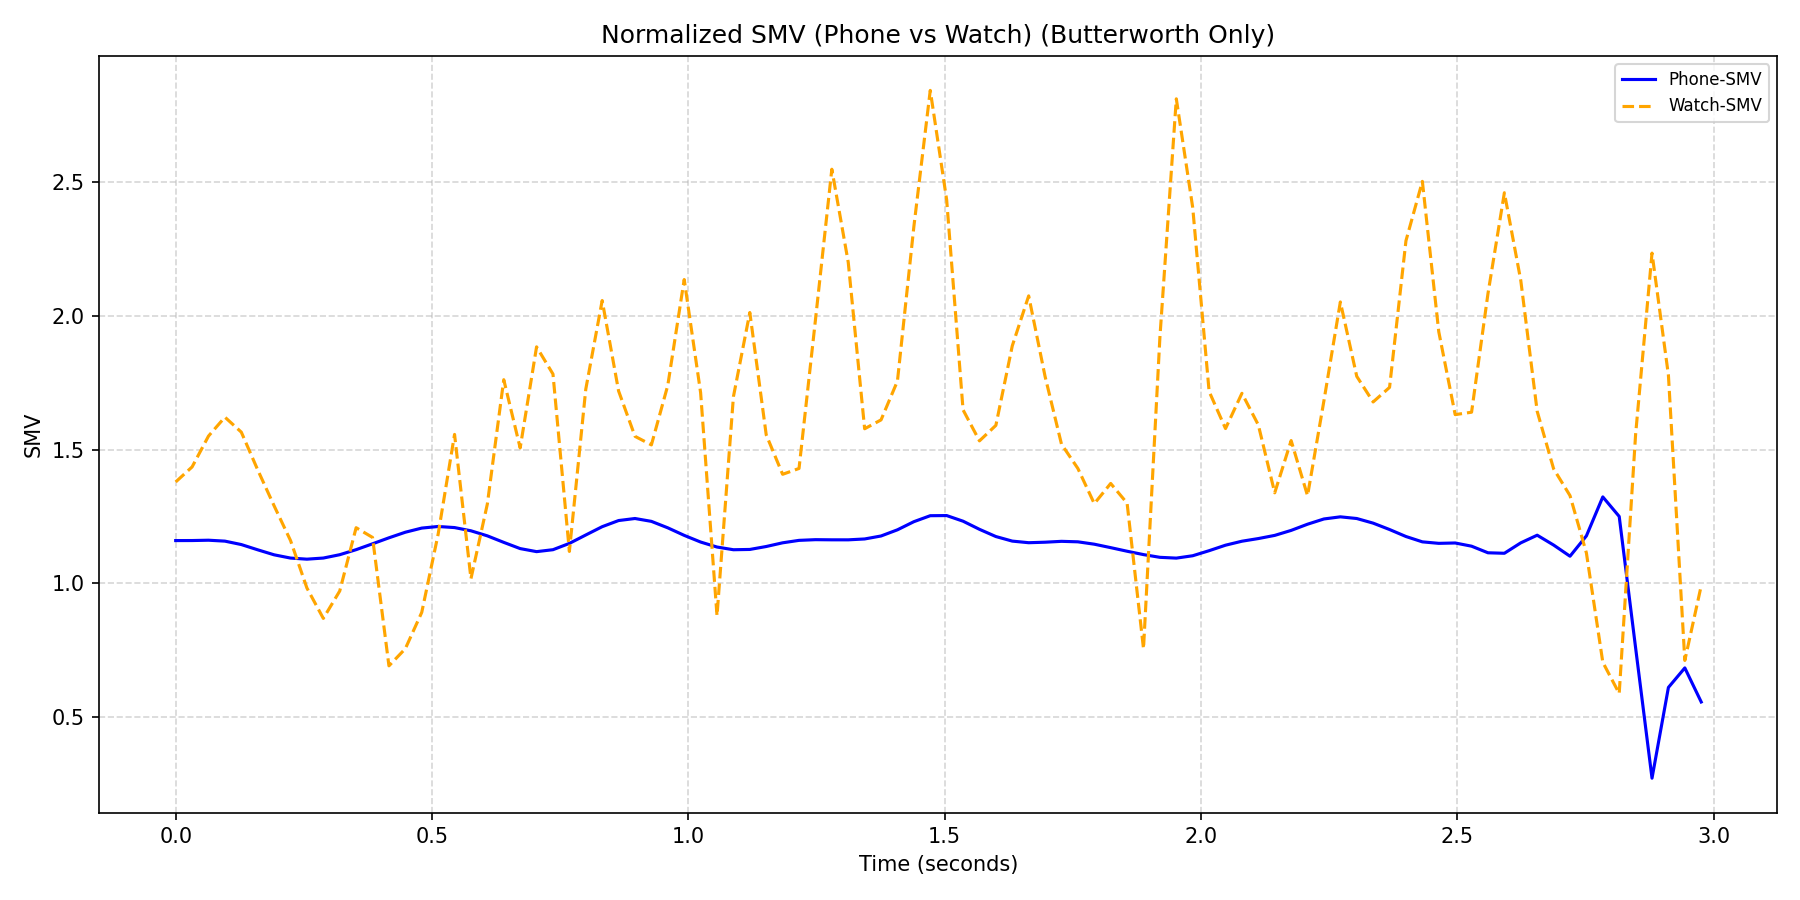 Normalized SMV (Phone vs Watch) (Butterworth Only)
Phone-SMV
Watch-SMV
SMV
2.5
2.0
1.5
1.0
0.5
0.0 0.5 1.0 1.5 2.0 2.5 3.0
Time (seconds)